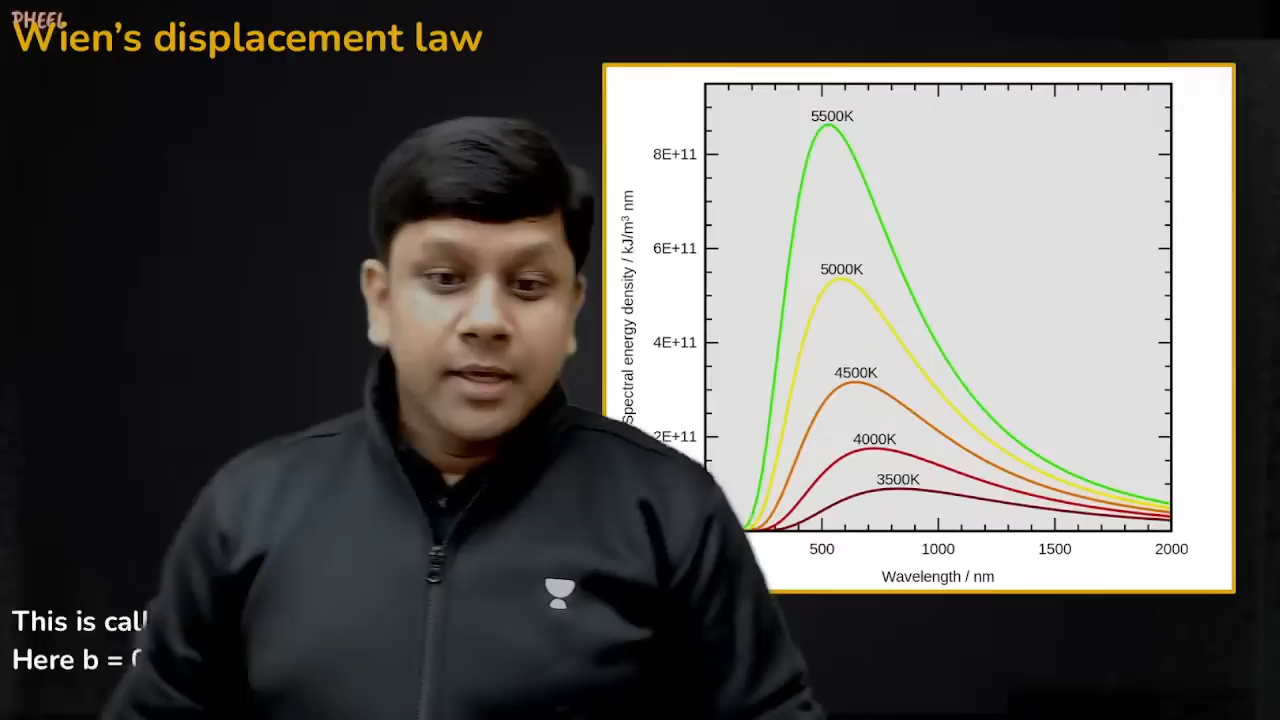 PHEEL
Wien's displacement law
5500K
8E+11
6E+11
5000K
4E+11
4500K
2E+11
4000K
3500K
Spectral energy density / kJ/m³ nm
500 1000 1500 2000
Wavelength / nm
This is call
Here b =